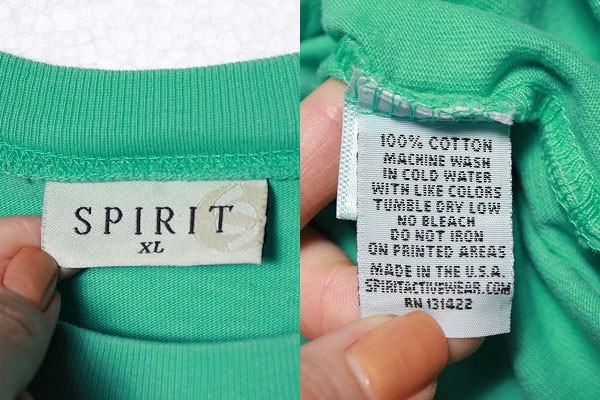 SPIRIT
XL
100% COTTON
MACHINE WASH
IN COLD WATER
WITH LIKE COLORS
TUMBLE DRY LOW
NO BLEACH
DO NOT IRON
ON PRINTED AREAS
MADE IN THE U.S.A.
SPIRITACTIVEWEAR.COM
RN 131422